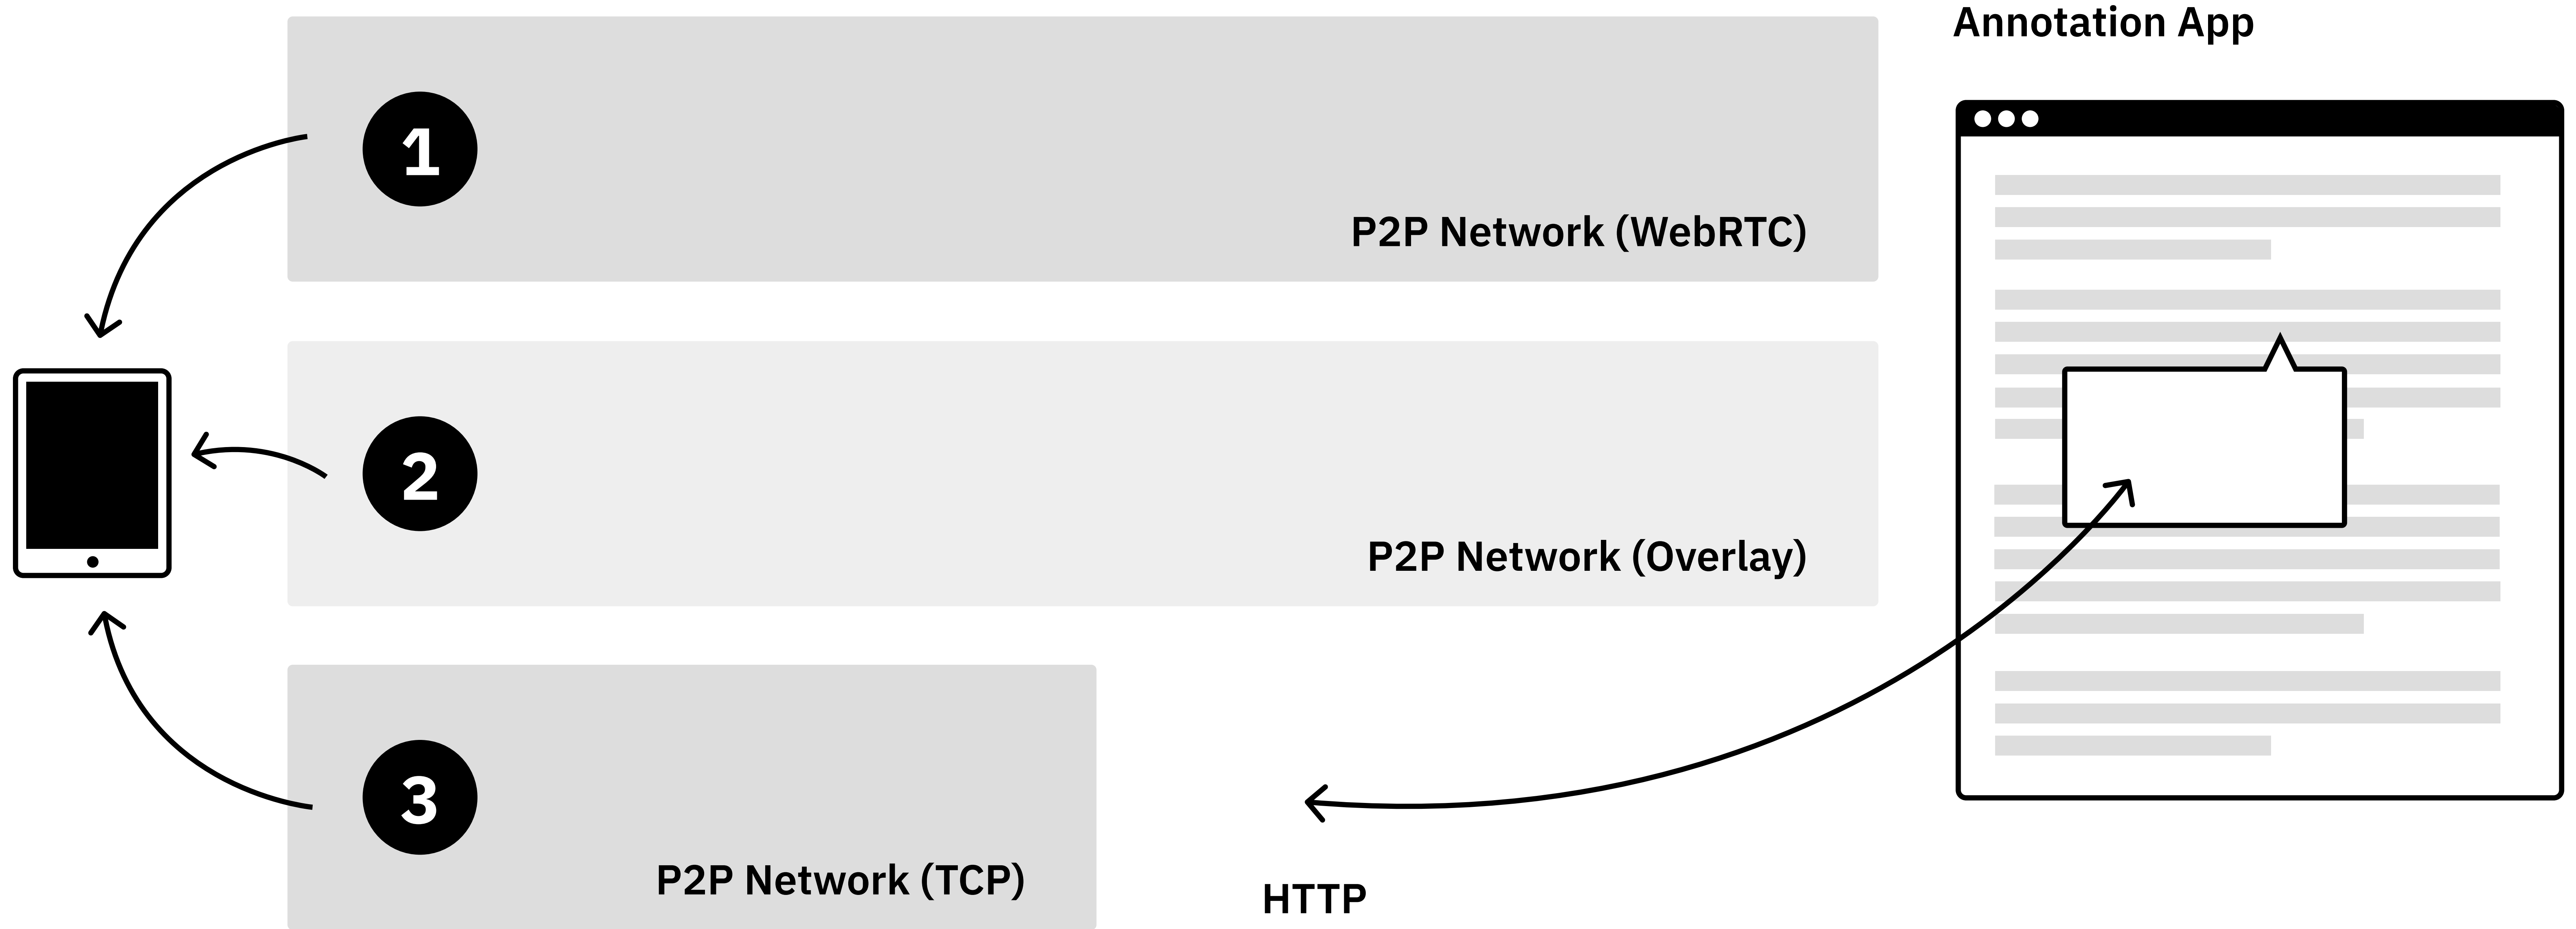 Annotation App
1
P2P Network (WebRTC)
2
P2P Network (Overlay)
3
P2P Network (TCP)
HTTP